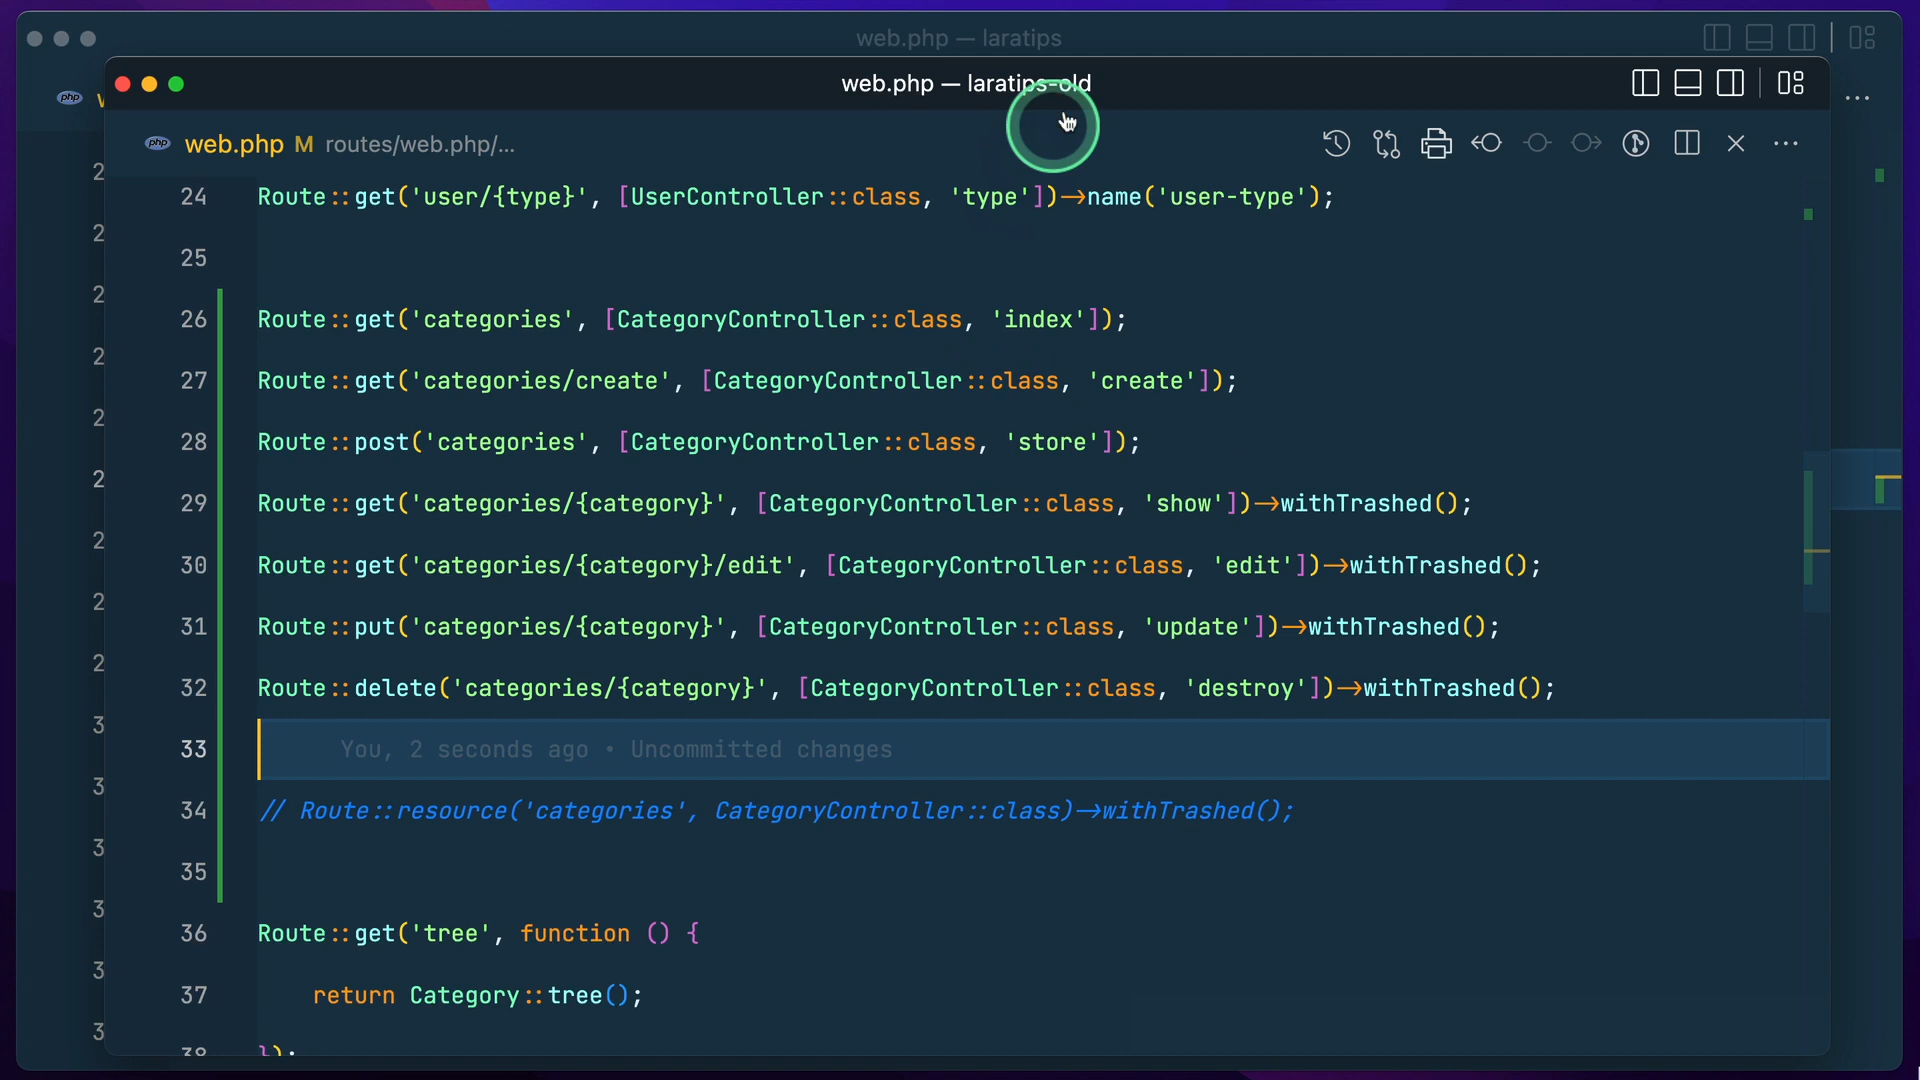 web.php — laratips
web.php — laratips-old
php
php web.php M routes/web.php/...
24 Route::get('user/{type}', [UserController::class, 'type'])->name('user-type');
25
26 Route::get('categories', [CategoryController::class, 'index']);
27 Route::get('categories/create', [CategoryController::class, 'create']);
28 Route::post('categories', [CategoryController::class, 'store']);
29 Route::get('categories/{category}', [CategoryController::class, 'show'])->withTrashed();
30 Route::get('categories/{category}/edit', [CategoryController::class, 'edit'])->withTrashed();
31 Route::put('categories/{category}', [CategoryController::class, 'update'])->withTrashed();
32 Route::delete('categories/{category}', [CategoryController::class, 'destroy'])->withTrashed();
33 You, 2 seconds ago • Uncommitted changes
34 // Route::resource('categories', CategoryController::class)->withTrashed();
35
36 Route::get('tree', function () {
37 return Category::tree();
38 });